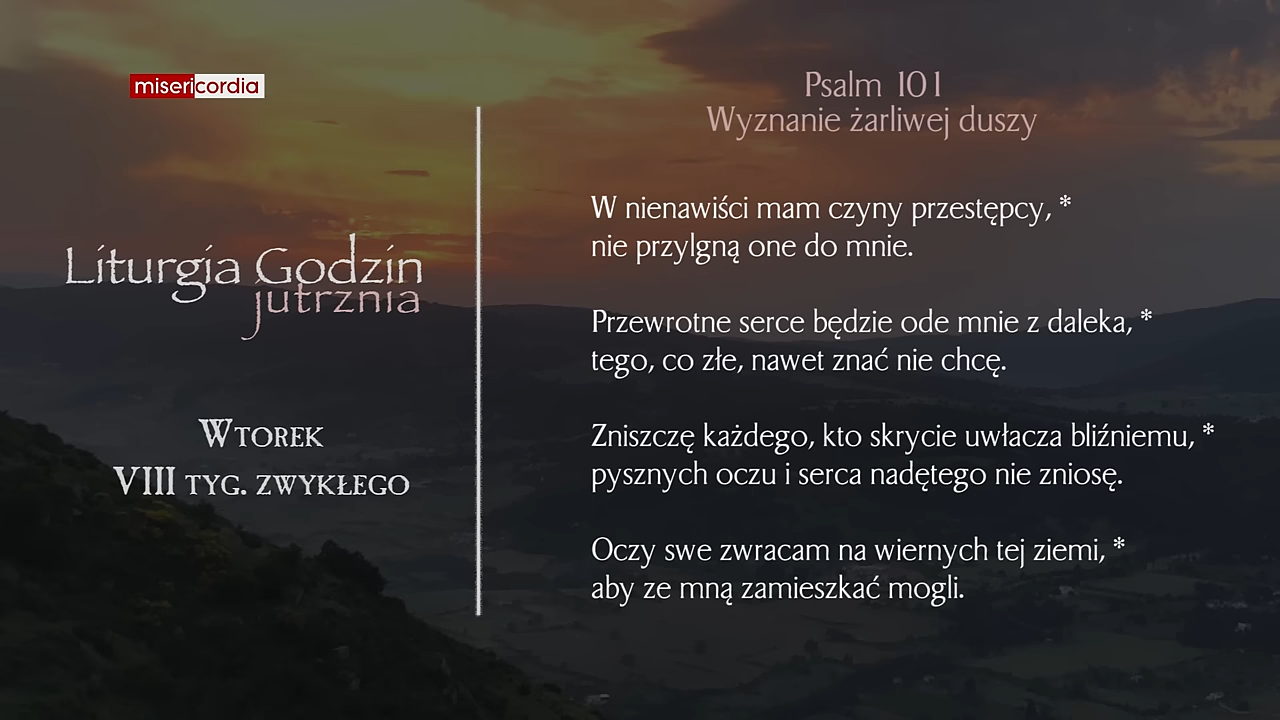 misericordia
Liturgia Godzin
jutrznia
Wtorek
VIII tyg. zwykłego
Psalm 101
Wyznanie żarliwej duszy
W nienawiści mam czyny przestępcy, *
nie przylgną one do mnie.
Przewrotne serce będzie ode mnie z daleka, *
tego, co złe, nawet znać nie chcę.
Zniszczę każdego, kto skrycie uwłacza bliźniemu, *
pysznych oczu i serca nadętego nie zniosę.
Oczy swe zwracam na wiernych tej ziemi, *
aby ze mną zamieszkać mogli.